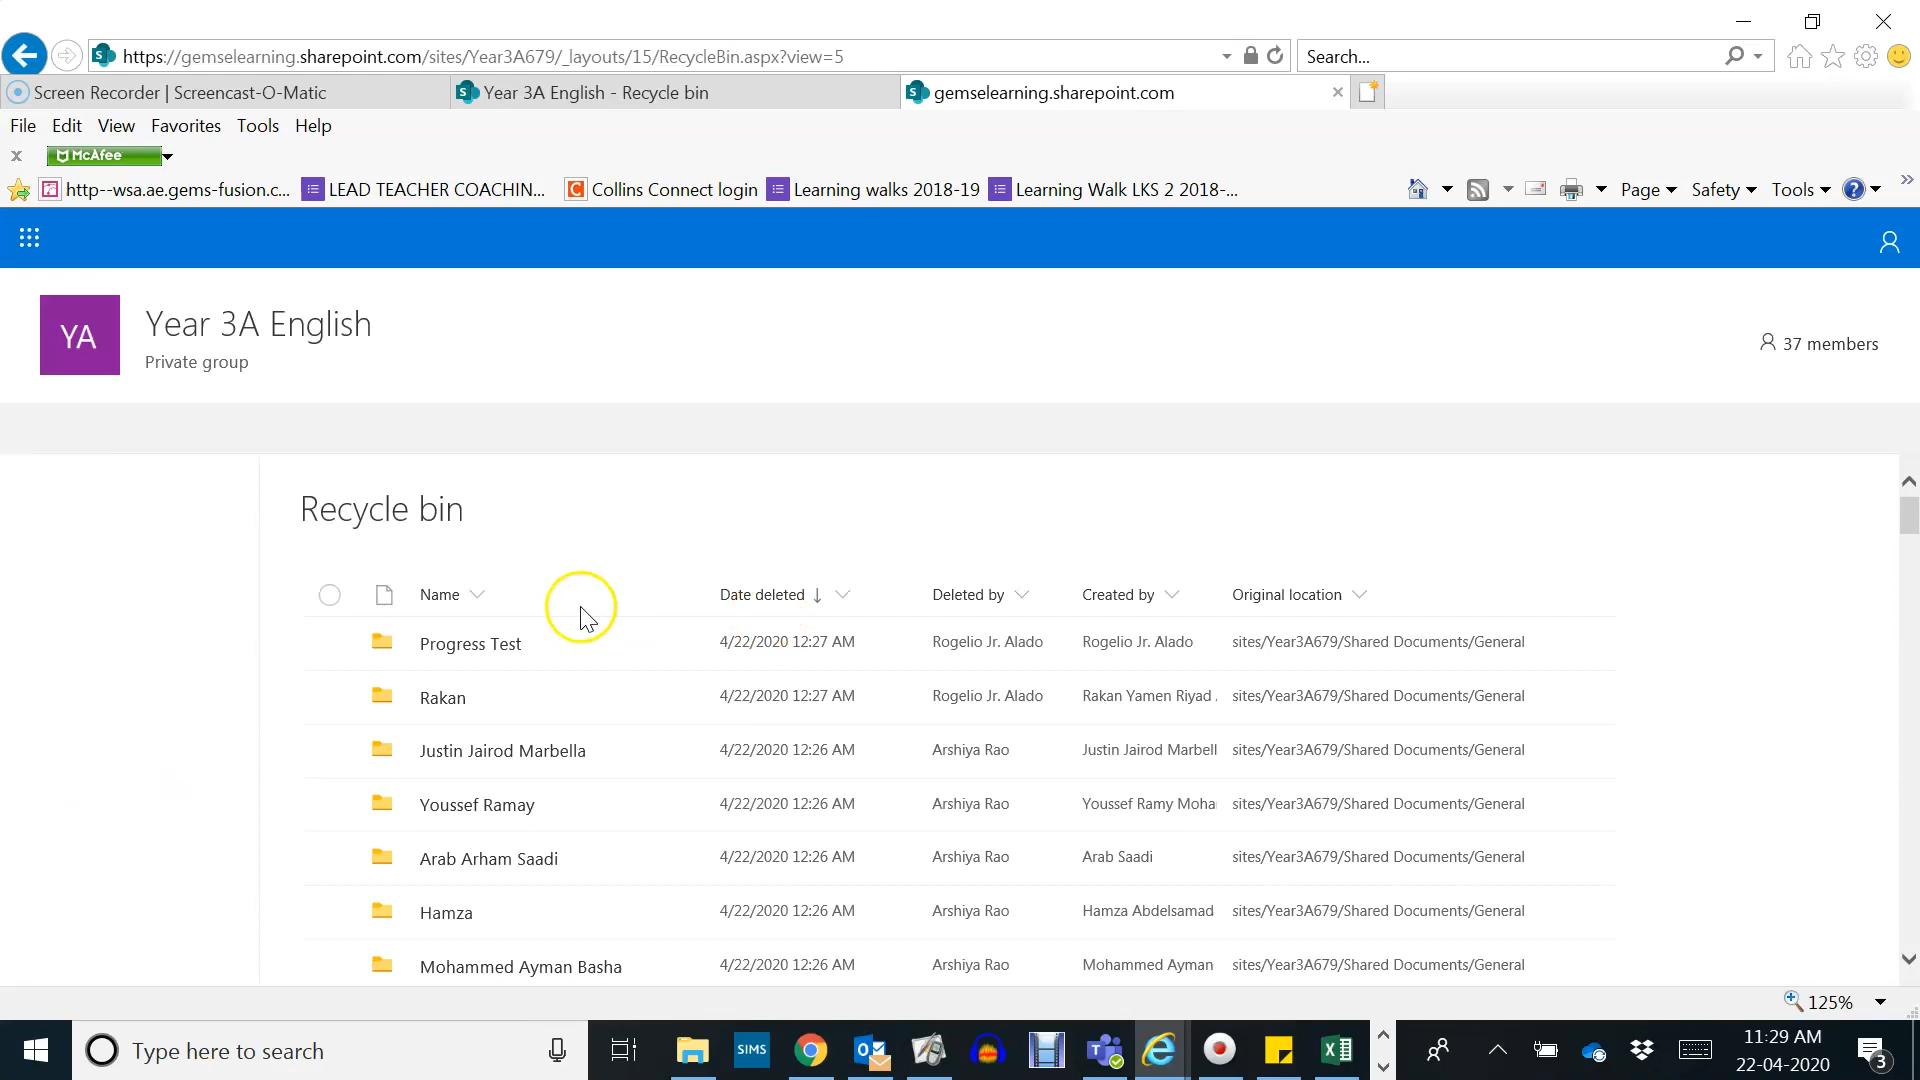 https://gemselearning.sharepoint.com/sites/Year3A679/_layouts/15/RecycleBin.aspx?view=5
Search...
Screen Recorder | Screencast-O-Matic
Year 3A English - Recycle bin
gemselearning.sharepoint.com
File Edit View Favorites Tools Help
x McAfee
http--wsa.ae.gems-fusion.c... LEAD TEACHER COACHIN... Collins Connect login Learning walks 2018-19 Learning Walk LKS 2 2018-... Page Safety Tools
YA
Year 3A English
Private group
37 members
Recycle bin
Name Date deleted Deleted by Created by Original location
Progress Test 4/22/2020 12:27 AM Rogelio Jr. Alado Rogelio Jr. Alado sites/Year3A679/Shared Documents/General
Rakan 4/22/2020 12:27 AM Rogelio Jr. Alado Rakan Yamen Riyad sites/Year3A679/Shared Documents/General
Justin Jairod Marbella 4/22/2020 12:26 AM Arshiya Rao Justin Jairod Marbell sites/Year3A679/Shared Documents/General
Youssef Ramay 4/22/2020 12:26 AM Arshiya Rao Youssef Ramy Moha sites/Year3A679/Shared Documents/General
Arab Arham Saadi 4/22/2020 12:26 AM Arshiya Rao Arab Saadi sites/Year3A679/Shared Documents/General
Hamza 4/22/2020 12:26 AM Arshiya Rao Hamza Abdelsamad sites/Year3A679/Shared Documents/General
Mohammed Ayman Basha 4/22/2020 12:26 AM Arshiya Rao Mohammed Ayman sites/Year3A679/Shared Documents/General
125%
Type here to search
SIMS
11:29 AM
22-04-2020
3